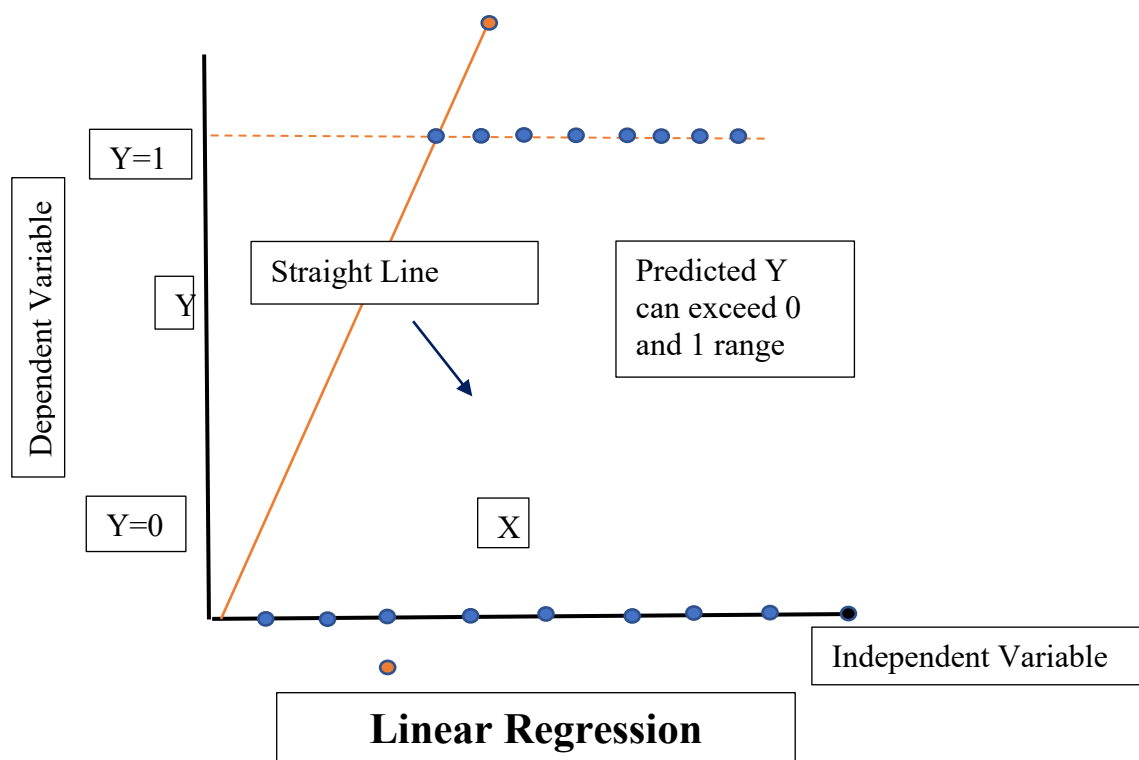 Y=1
Dependent Variable
Y
Straight Line
Predicted Y
can exceed 0
and 1 range
Y=0
X
Independent Variable
Linear Regression